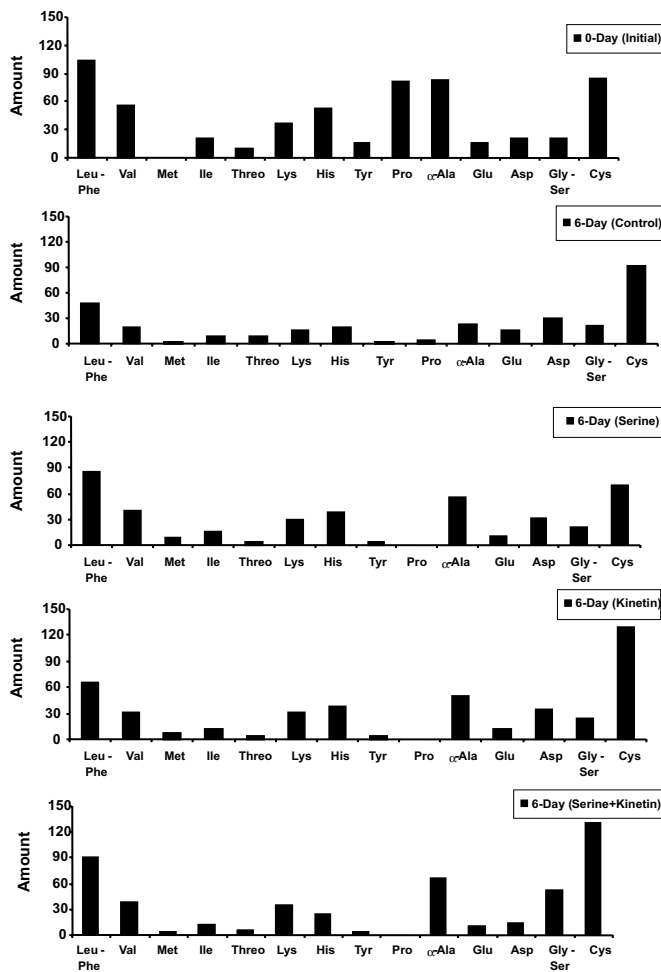 150
120
90
60
30
0
Amount
0-Day (Initial)
Leu - Phe Val Met Ile Threo Lys His Tyr Pro α-Ala Glu Asp Gly - Ser Cys
150
120
90
60
30
0
Amount
6-Day (Control)
Leu - Phe Val Met Ile Threo Lys His Tyr Pro α-Ala Glu Asp Gly - Ser Cys
150
120
90
60
30
0
Amount
6-Day (Serine)
Leu - Phe Val Met Ile Threo Lys His Tyr Pro α-Ala Glu Asp Gly - Ser Cys
150
120
90
60
30
0
Amount
6-Day (Kinetin)
Leu - Phe Val Met Ile Threo Lys His Tyr Pro α-Ala Glu Asp Gly - Ser Cys
150
120
90
60
30
0
Amount
6-Day (Serine+Kinetin)
Leu - Phe Val Met Ile Threo Lys His Tyr Pro α-Ala Glu Asp Gly - Ser Cys